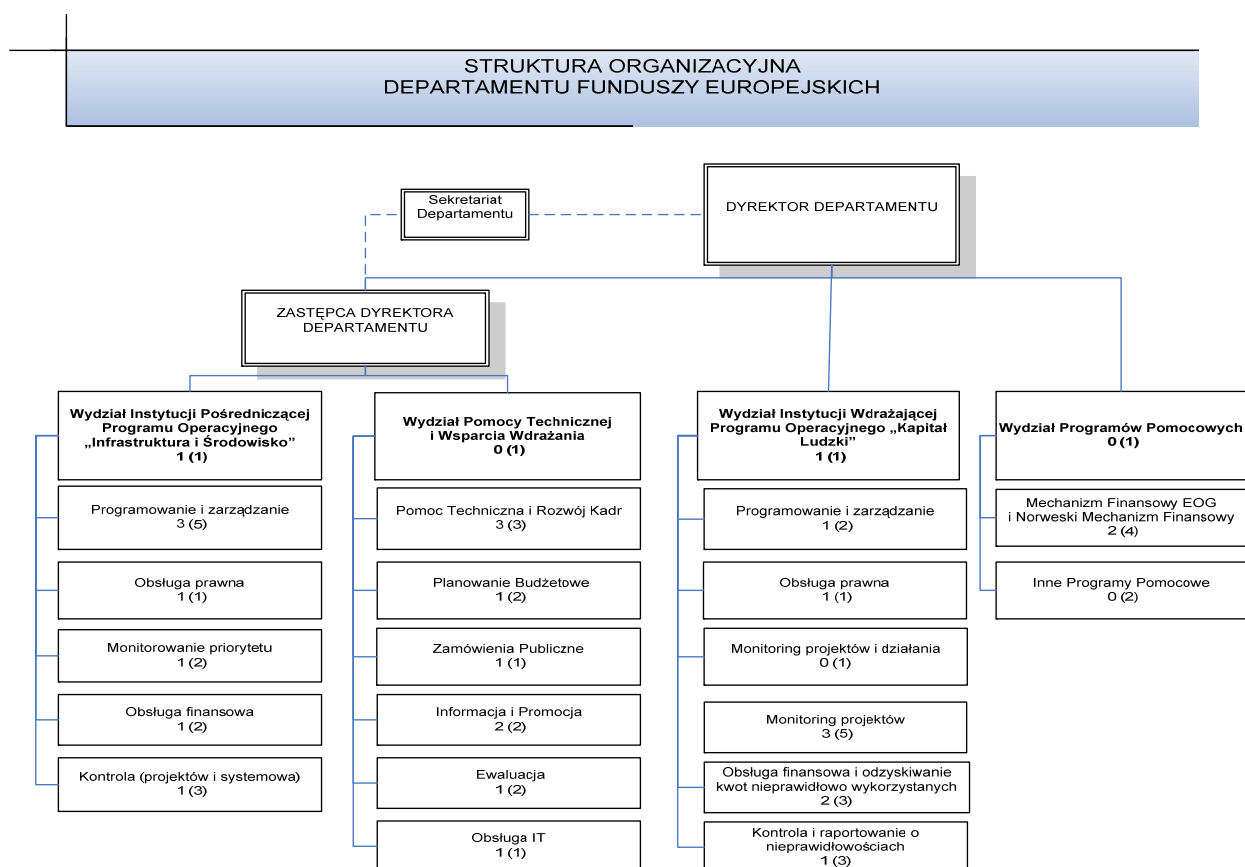 STRUKTURA ORGANIZACYJNA
DEPARTAMENTU FUNDUSZY EUROPEJSKICH
Sekretariat
Departamentu
DYREKTOR DEPARTAMENTU
ZASTĘPCA DYREKTORA
DEPARTAMENTU
Wydział Instytucji Pośredniczącej
Programu Operacyjnego
„Infrastruktura i Środowisko”
1 (1)
Programowanie i zarządzanie
3 (5)
Obsługa prawna
1 (1)
Monitorowanie priorytetu
1 (2)
Obsługa finansowa
1 (2)
Kontrola (projektów i systemowa)
1 (3)
Wydział Pomocy Technicznej
i Wsparcia Wdrażania
0 (1)
Pomoc Techniczna i Rozwój Kadr
3 (3)
Planowanie Budżetowe
1 (2)
Zamówienia Publiczne
1 (1)
Informacja i Promocja
2 (2)
Ewaluacja
1 (2)
Obsługa IT
1 (1)
Wydział Instytucji Wdrażającej
Programu Operacyjnego „Kapitał
Ludzki”
1 (1)
Programowanie i zarządzanie
1 (2)
Obsługa prawna
1 (1)
Monitoring projektów i działania
0 (1)
Monitoring projektów
3 (5)
Obsługa finansowa i odzyskiwanie
kwot nieprawidłowo wykorzystanych
2 (3)
Kontrola i raportowanie o
nieprawidłowościach
1 (3)
Wydział Programów Pomocowych
0 (1)
Mechanizm Finansowy EOG
i Norweski Mechanizm Finansowy
2 (4)
Inne Programy Pomocowe
0 (2)